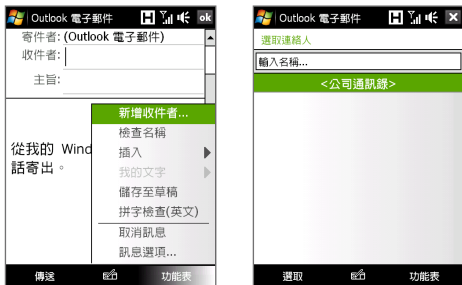 Outlook 電子郵件
ok
寄件者: (Outlook 電子郵件)
收件者:
主旨:
從我的 Wind
話寄出。
新增收件者...
檢查名稱
插入
我的文字
儲存至草稿
拼字檢查(英文)
取消訊息
訊息選項...
傳送
功能表
Outlook 電子郵件
選取連絡人
輸入名稱...
<公司通訊錄>
選取
功能表